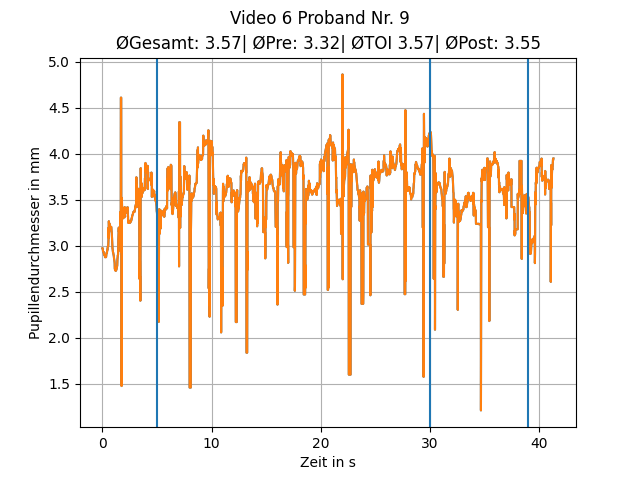 Video 6 Proband Nr. 9
ØGesamt: 3.57| ØPre: 3.32| ØTOI 3.57| ØPost: 3.55
5.0
4.5
4.0
3.5
3.0
2.5
2.0
1.5
Pupillendurchmesser in mm
0 10 20 30 40
Zeit in s